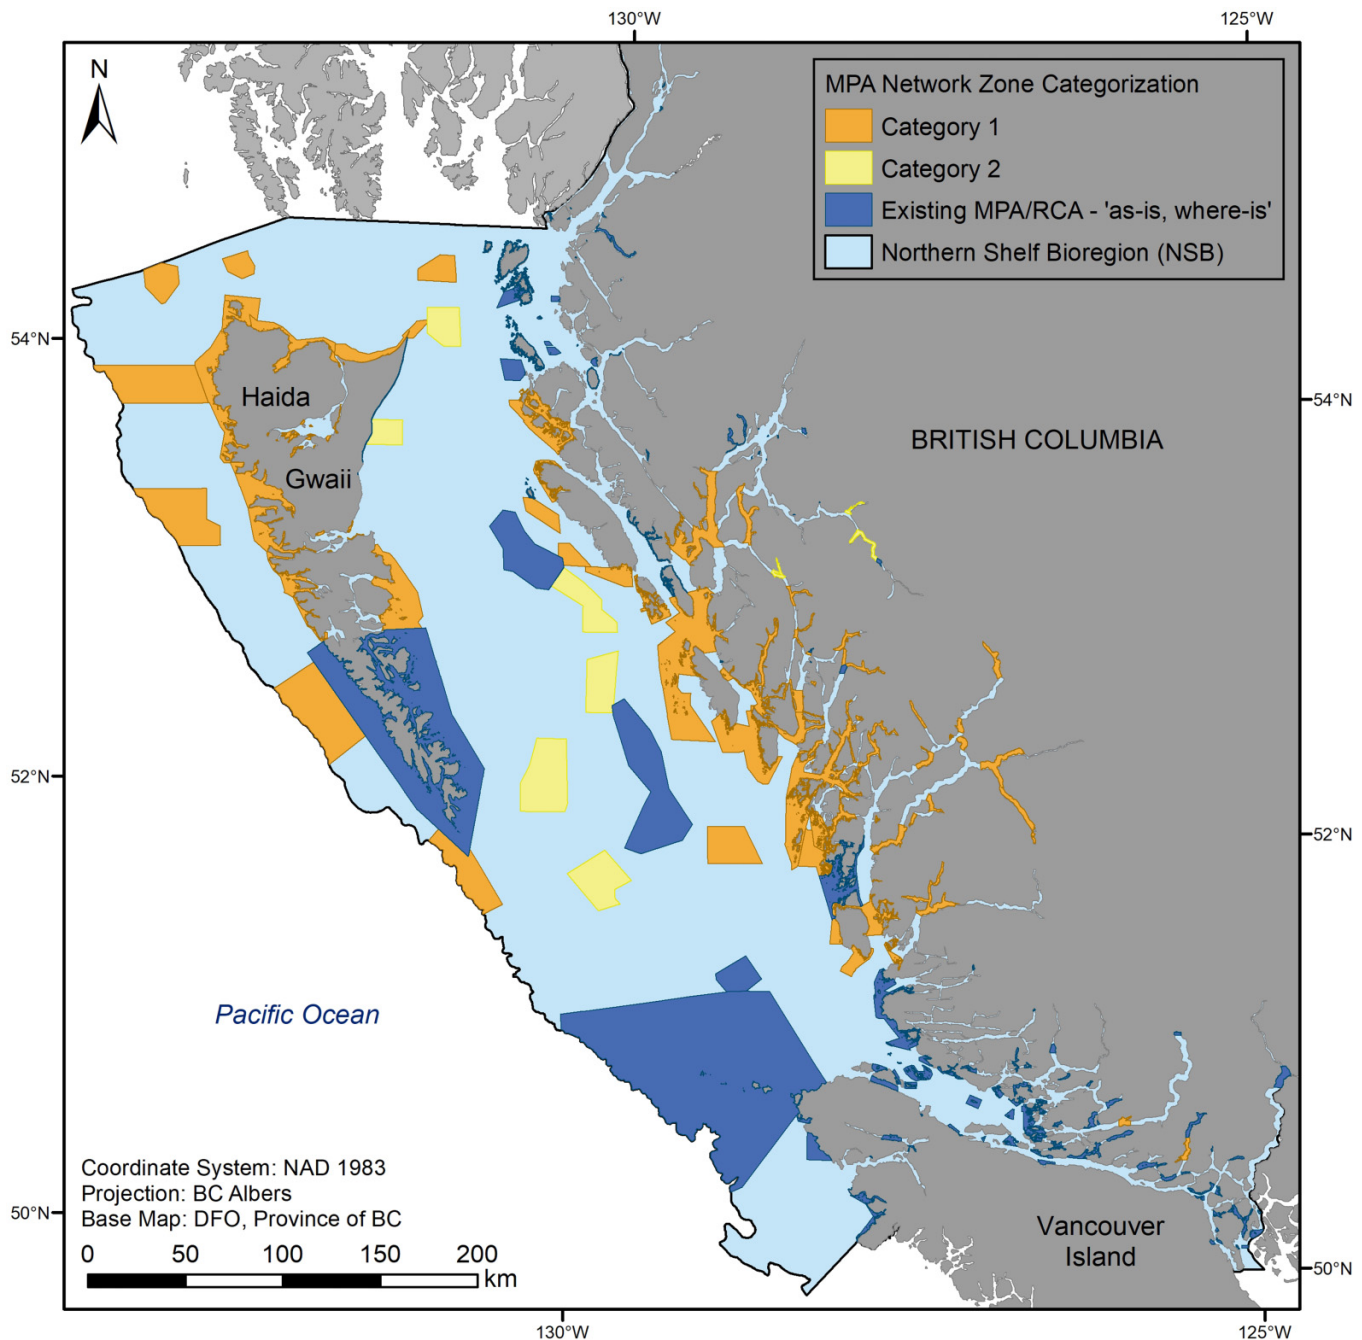 130°W
125°W
N
MPA Network Zone Categorization
Category 1
Category 2
Existing MPA/RCA - 'as-is, where-is'
Northern Shelf Bioregion (NSB)
54°N
54°N
Haida
Gwaii
BRITISH COLUMBIA
52°N
52°N
Pacific Ocean
Coordinate System: NAD 1983
Projection: BC Albers
Base Map: DFO, Province of BC
0 50 100 150 200
km
50°N
Vancouver
Island
50°N
130°W
125°W